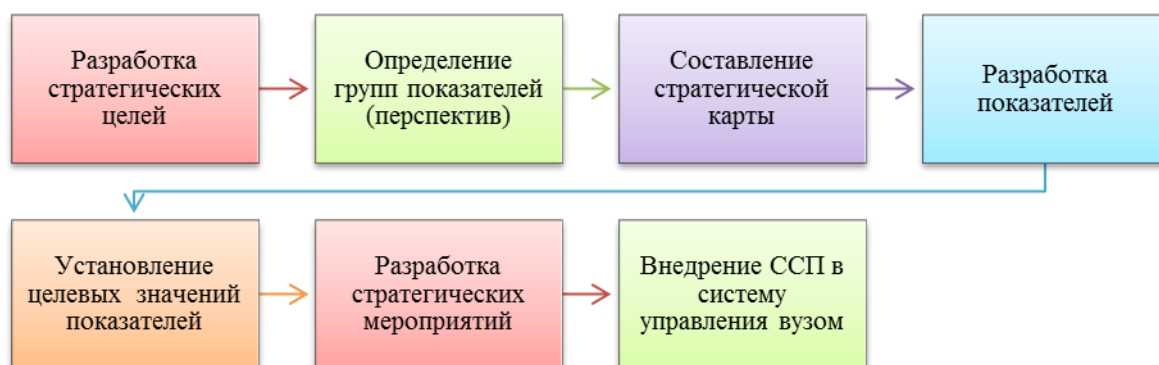 Разработка
стратегических
целей
Определение
групп показателей
(перспектив)
Составление
стратегической
карты
Разработка
показателей
Установление
целевых значений
показателей
Разработка
стратегических
мероприятий
Внедрение ССП в
систему
управления вузом